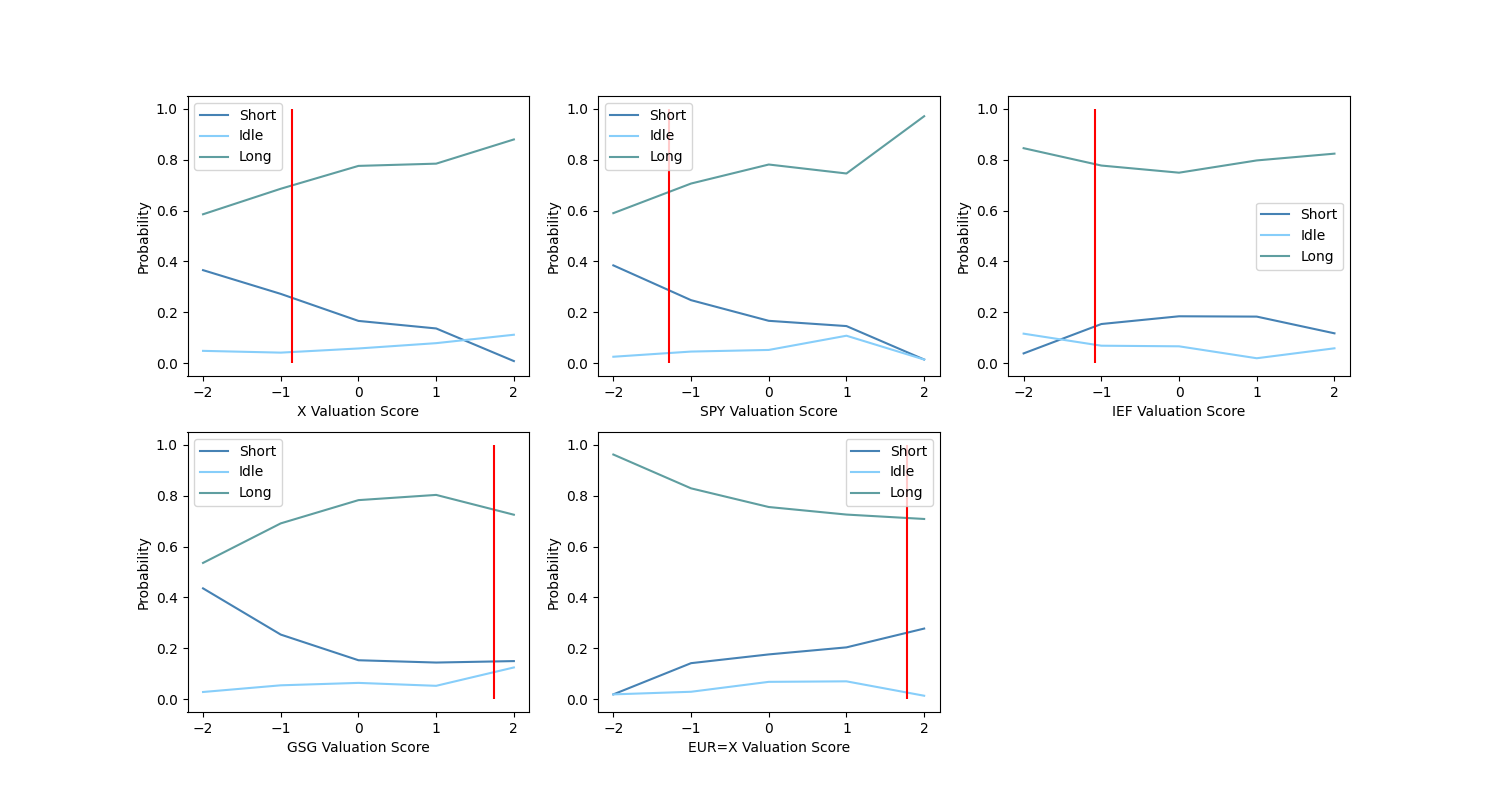 1.0
0.8
0.6
0.4
0.2
0.0
Probability
Short
Idle
Long
−2 −1 0 1 2
X Valuation Score
1.0
0.8
0.6
0.4
0.2
0.0
Probability
Short
Idle
Long
−2 −1 0 1 2
SPY Valuation Score
1.0
0.8
0.6
0.4
0.2
0.0
Probability
Short
Idle
Long
−2 −1 0 1 2
IEF Valuation Score
1.0
0.8
0.6
0.4
0.2
0.0
Probability
Short
Idle
Long
−2 −1 0 1 2
GSG Valuation Score
1.0
0.8
0.6
0.4
0.2
0.0
Probability
Short
Idle
Long
−2 −1 0 1 2
EUR=X Valuation Score